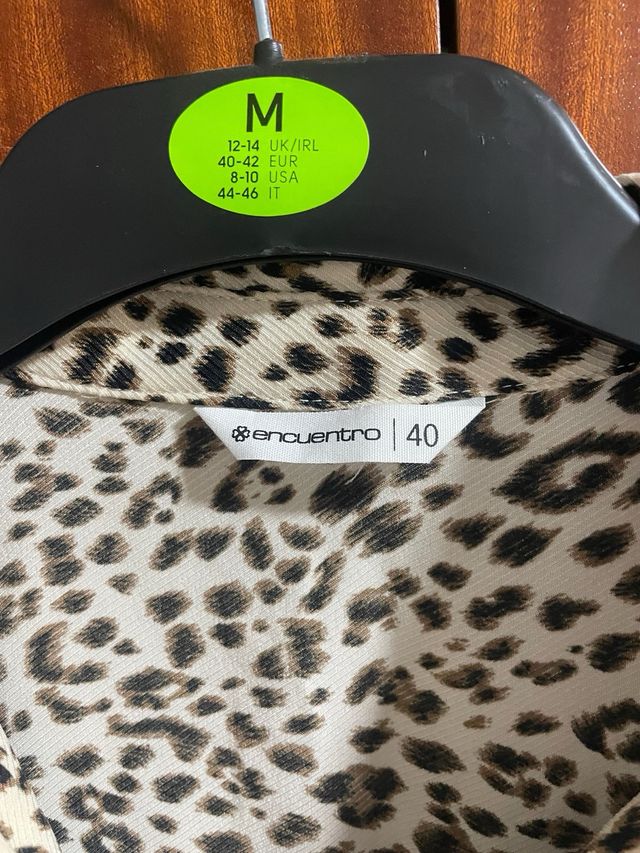 M
12-14 UK/IRL
40-42 EUR
8-10 USA
44-46 IT
encuentro | 40